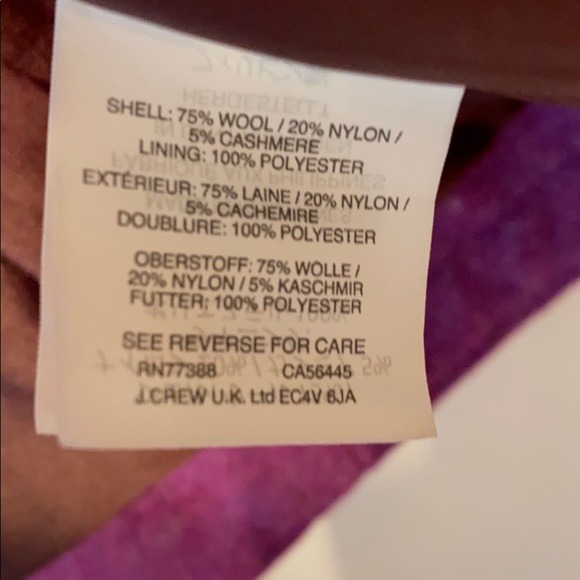 SHELL: 75% WOOL / 20% NYLON /
5% CASHMERE
LINING: 100% POLYESTER
EXTÉRIEUR: 75% LAINE / 20% NYLON /
5% CACHEMIRE
DOUBLURE: 100% POLYESTER
OBERSTOFF: 75% WOLLE /
20% NYLON / 5% KASCHMIR
FUTTER: 100% POLYESTER
SEE REVERSE FOR CARE
RN77388 CA56445
J.CREW U.K. Ltd EC4V 6JA